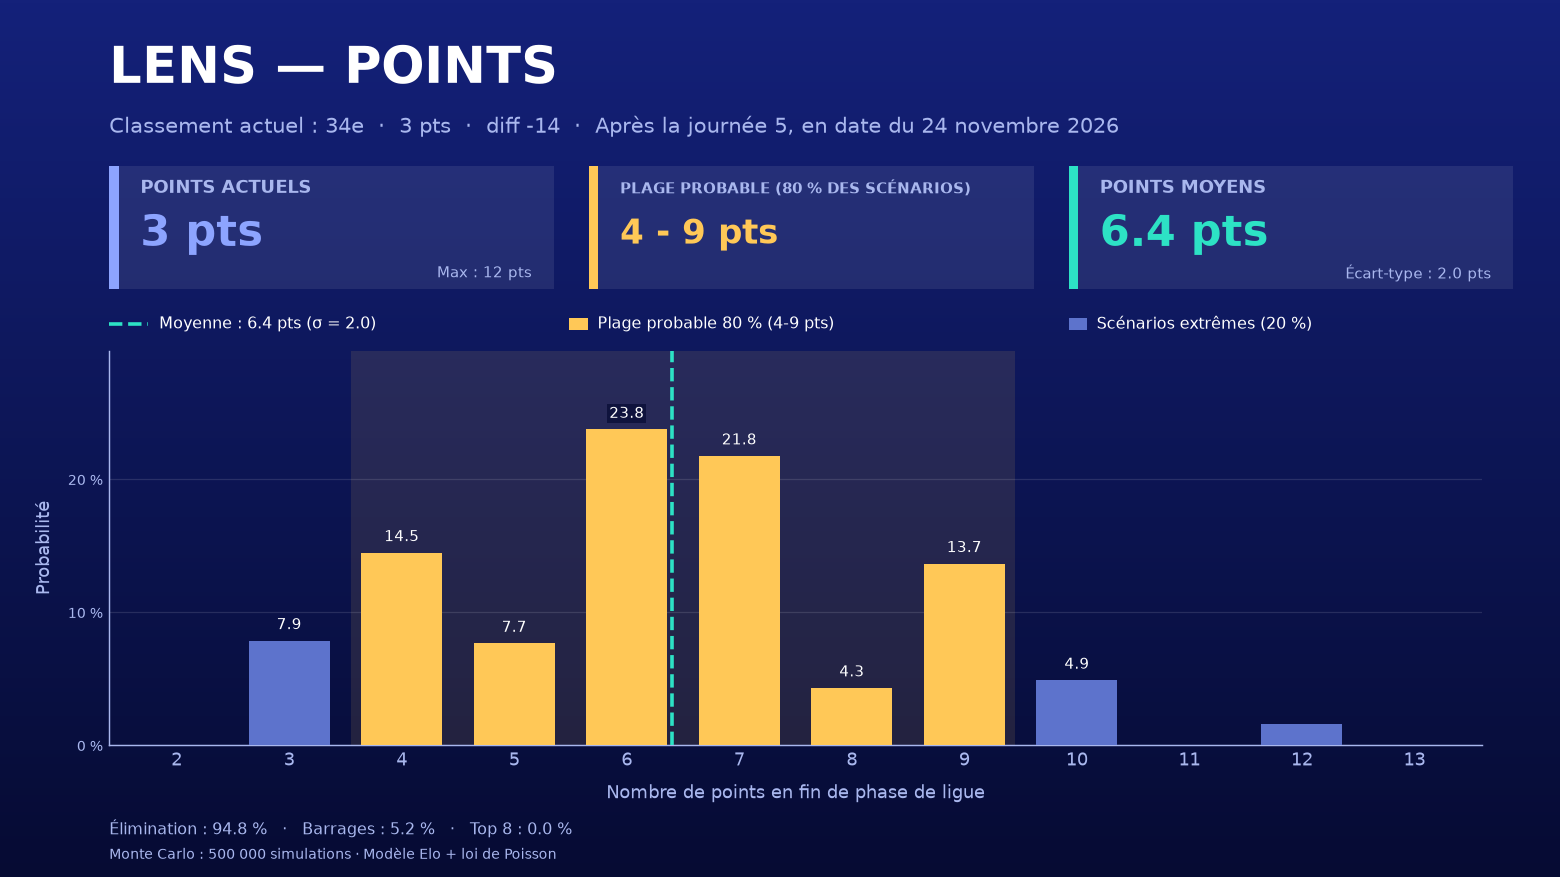 LENS — POINTS
Classement actuel : 34e · 3 pts · diff -14 · Après la journée 5, en date du 24 novembre 2026
POINTS ACTUELS
3 pts
Max : 12 pts
PLAGE PROBABLE (80 % DES SCÉNARIOS)
4 - 9 pts
POINTS MOYENS
6.4 pts
Écart-type : 2.0 pts
Moyenne : 6.4 pts (σ = 2.0)
Plage probable 80 % (4-9 pts)
Scénarios extrêmes (20 %)
Probabilité
20 %
10 %
0 %
7.9
14.5
7.7
23.8
21.8
4.3
13.7
4.9
2 3 4 5 6 7 8 9 10 11 12 13
Nombre de points en fin de phase de ligue
Élimination : 94.8 % · Barrages : 5.2 % · Top 8 : 0.0 %
Monte Carlo : 500 000 simulations · Modèle Elo + loi de Poisson